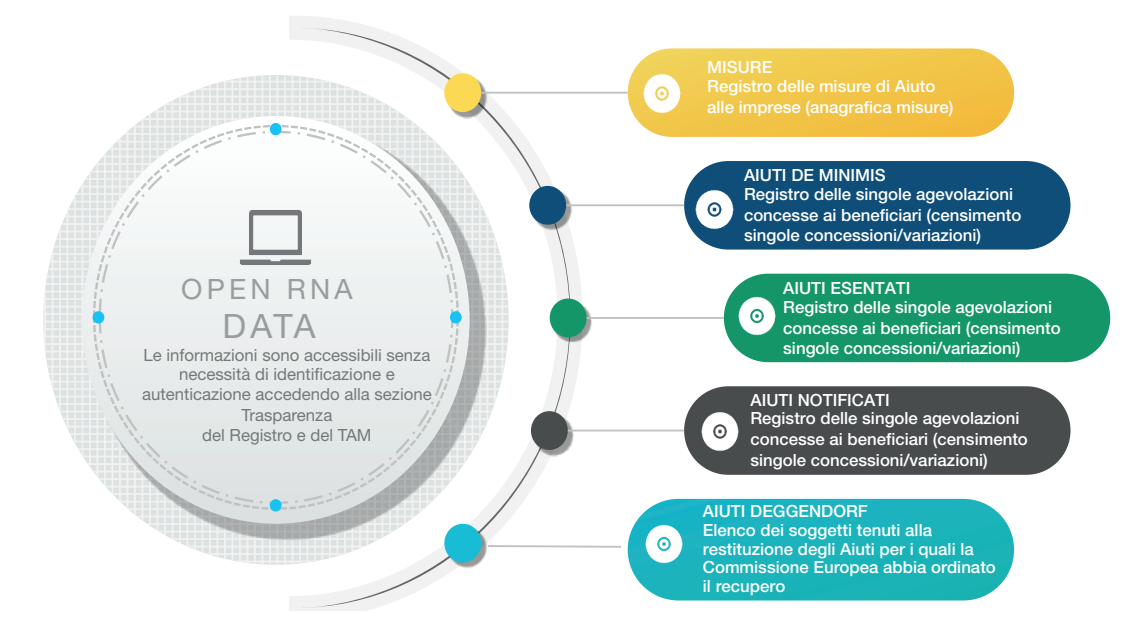 OPEN RNA
DATA
Le informazioni sono accessibili senza
necessità di identificazione e
autenticazione accedendo alla sezione
Trasparenza
del Registro e del TAM
MISURE
Registro delle misure di Aiuto
alle imprese (anagrafica misure)
AIUTI DE MINIMIS
Registro delle singole agevolazioni
concesse ai beneficiari (censimento
singole concessioni/variazioni)
AIUTI ESENTATI
Registro delle singole agevolazioni
concesse ai beneficiari (censimento
singole concessioni/variazioni)
AIUTI NOTIFICATI
Registro delle singole agevolazioni
concesse ai beneficiari (censimento
singole concessioni/variazioni)
AIUTI DEGGENDORF
Elenco dei soggetti tenuti alla
restituzione degli Aiuti per i quali la
Commissione Europea abbia ordinato
il recupero